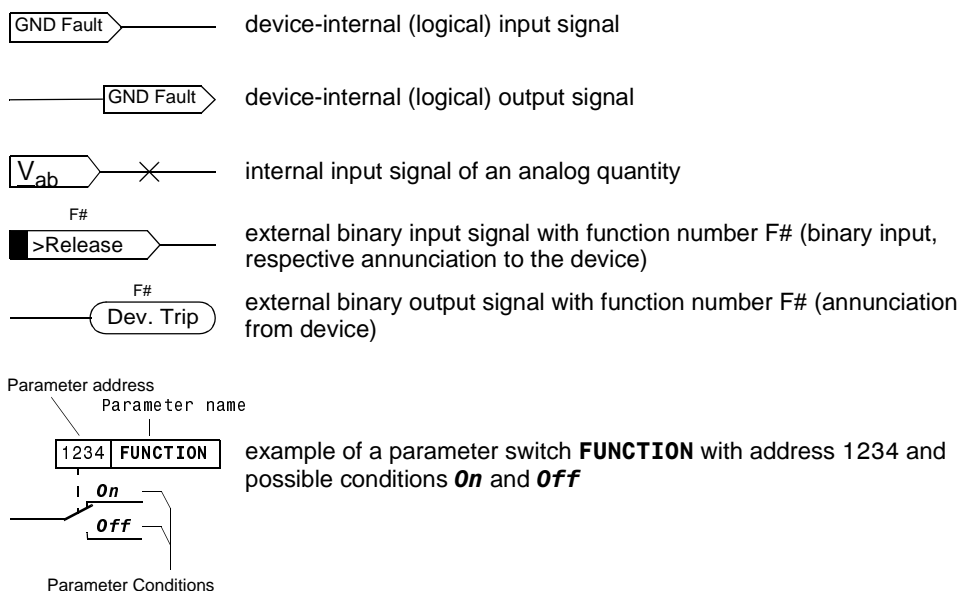 GND Fault device-internal (logical) input signal
GND Fault device-internal (logical) output signal
Vab internal input signal of an analog quantity
F#
>Release external binary input signal with function number F# (binary input,
respective annunciation to the device)
F#
Dev. Trip external binary output signal with function number F# (annunciation
from device)
Parameter address
Parameter name
1234 FUNCTION example of a parameter switch FUNCTION with address 1234 and
possible conditions On and Off
On
Off
Parameter Conditions